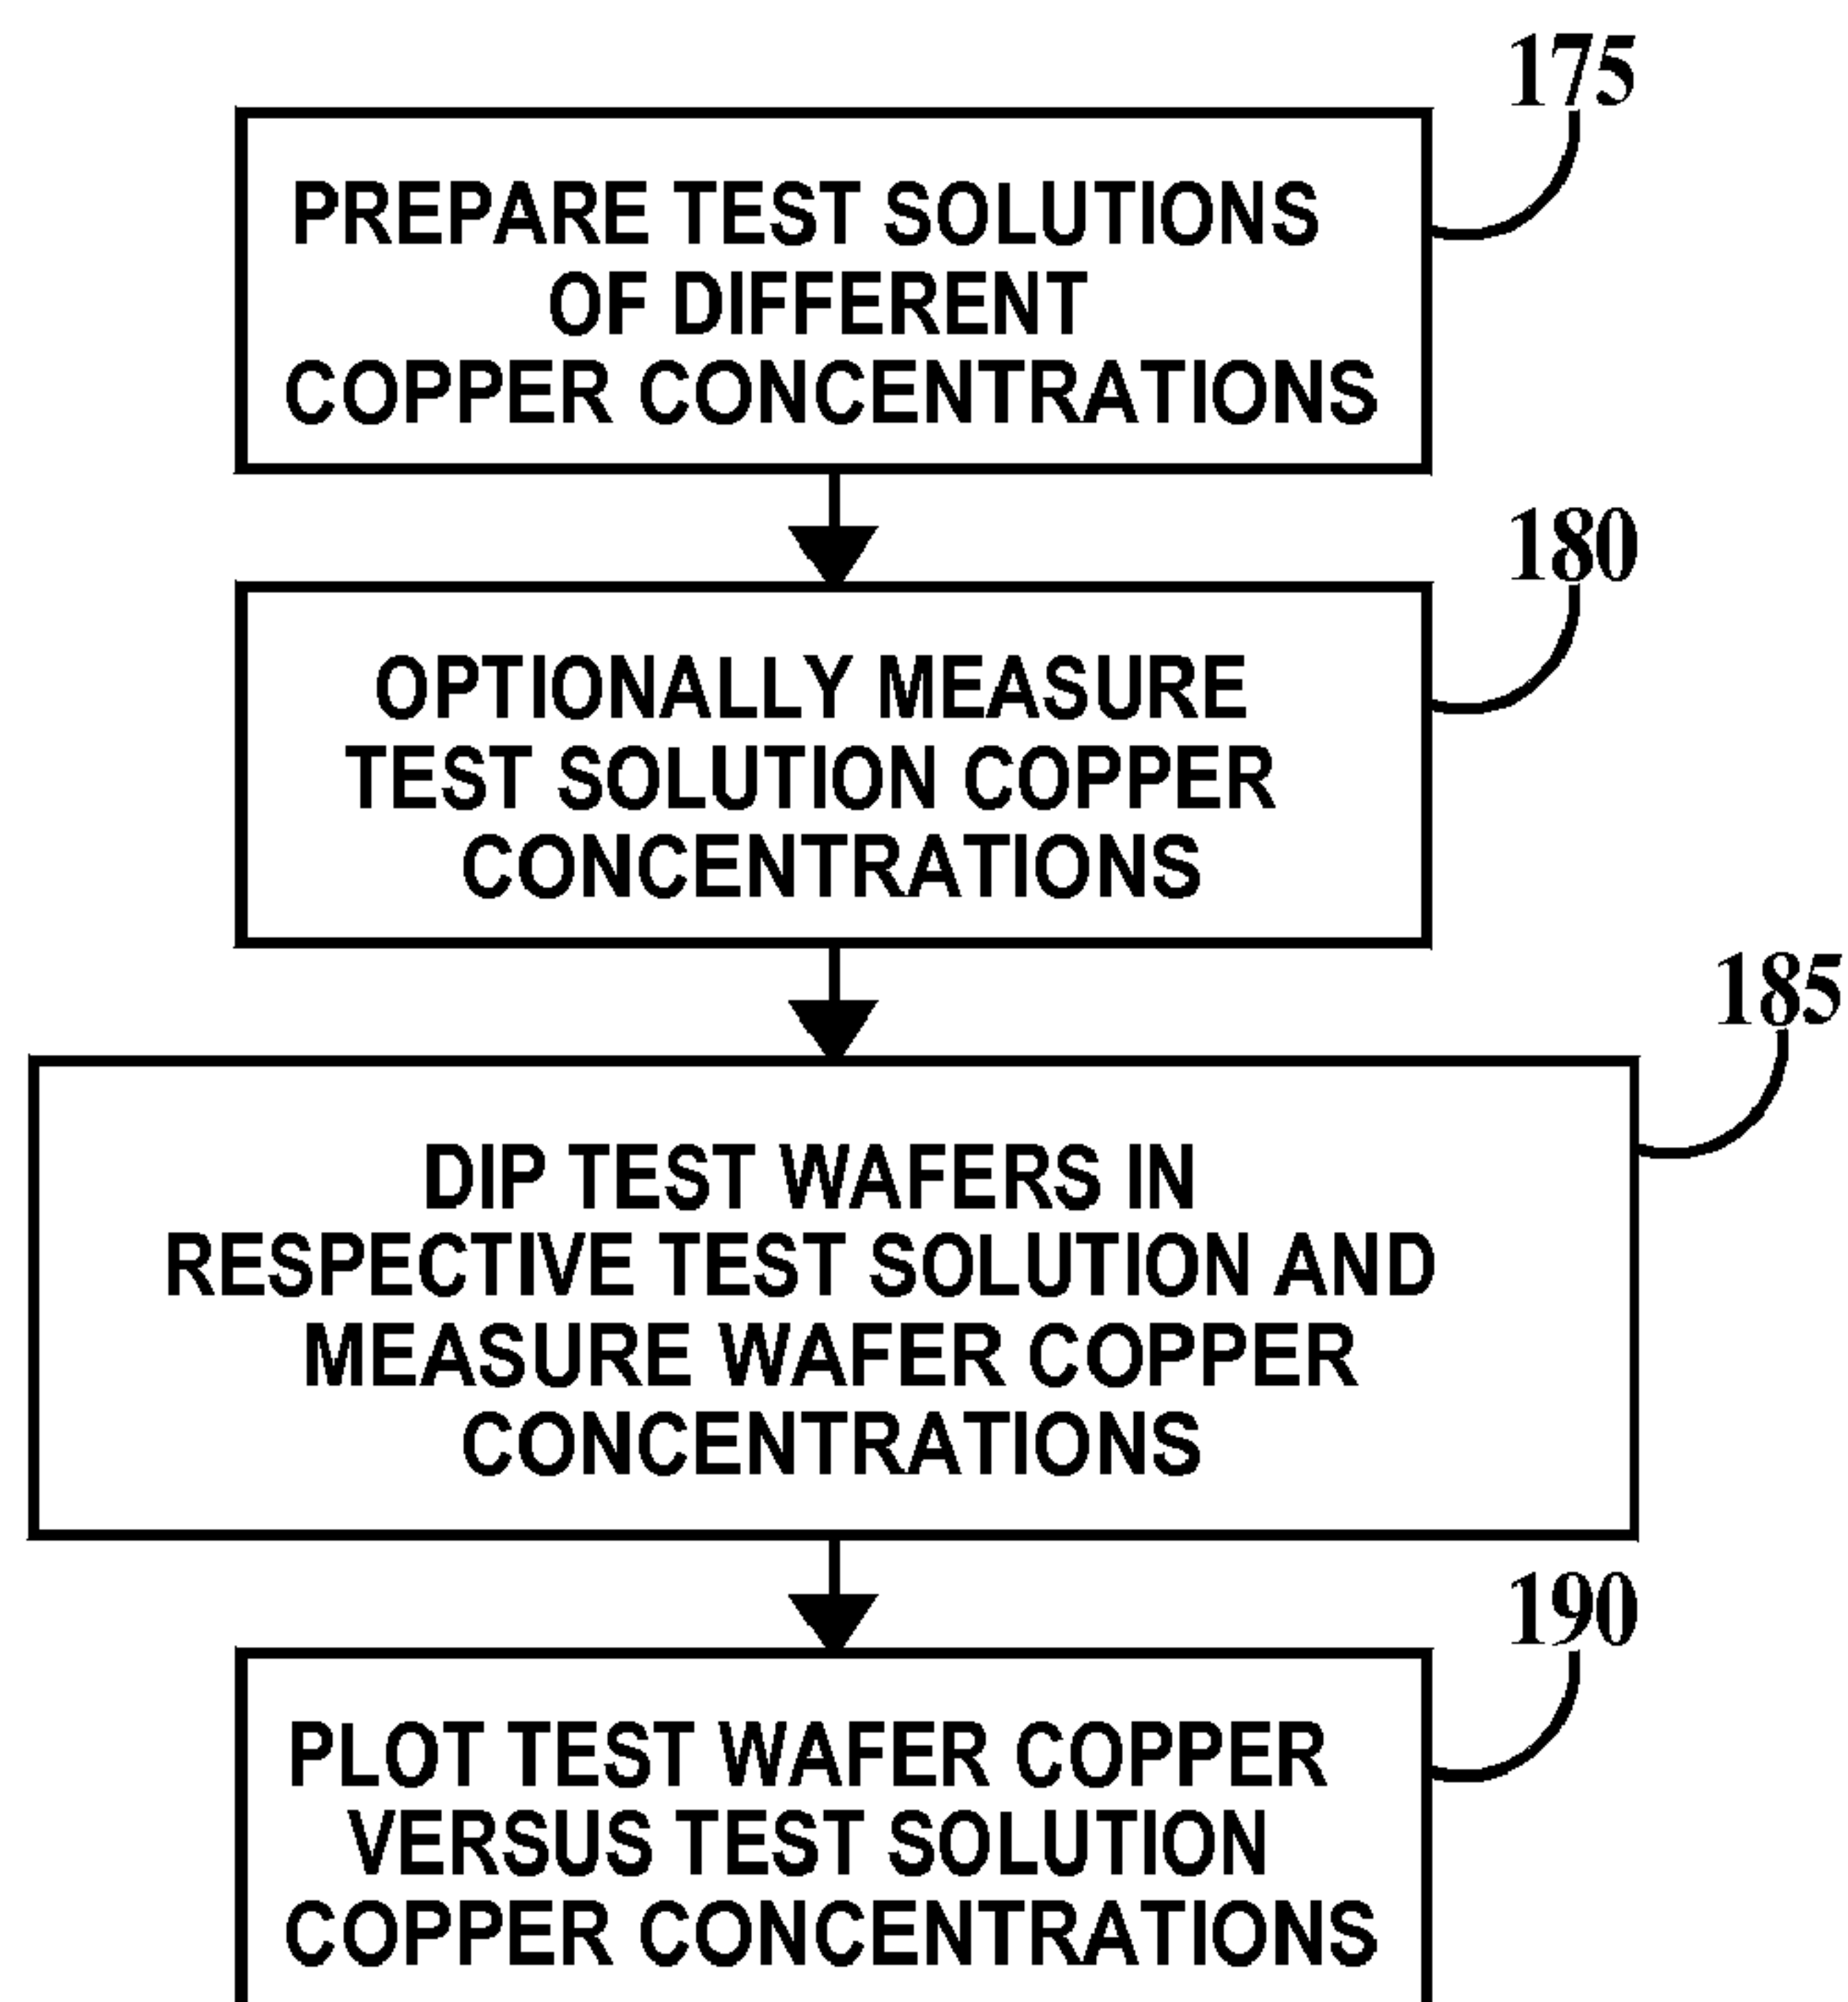 175
PREPARE TEST SOLUTIONS
OF DIFFERENT
COPPER CONCENTRATIONS
180
OPTIONALLY MEASURE
TEST SOLUTION COPPER
CONCENTRATIONS
185
DIP TEST WAFERS IN
RESPECTIVE TEST SOLUTION AND
MEASURE WAFER COPPER
CONCENTRATIONS
190
PLOT TEST WAFER COPPER
VERSUS TEST SOLUTION
COPPER CONCENTRATIONS